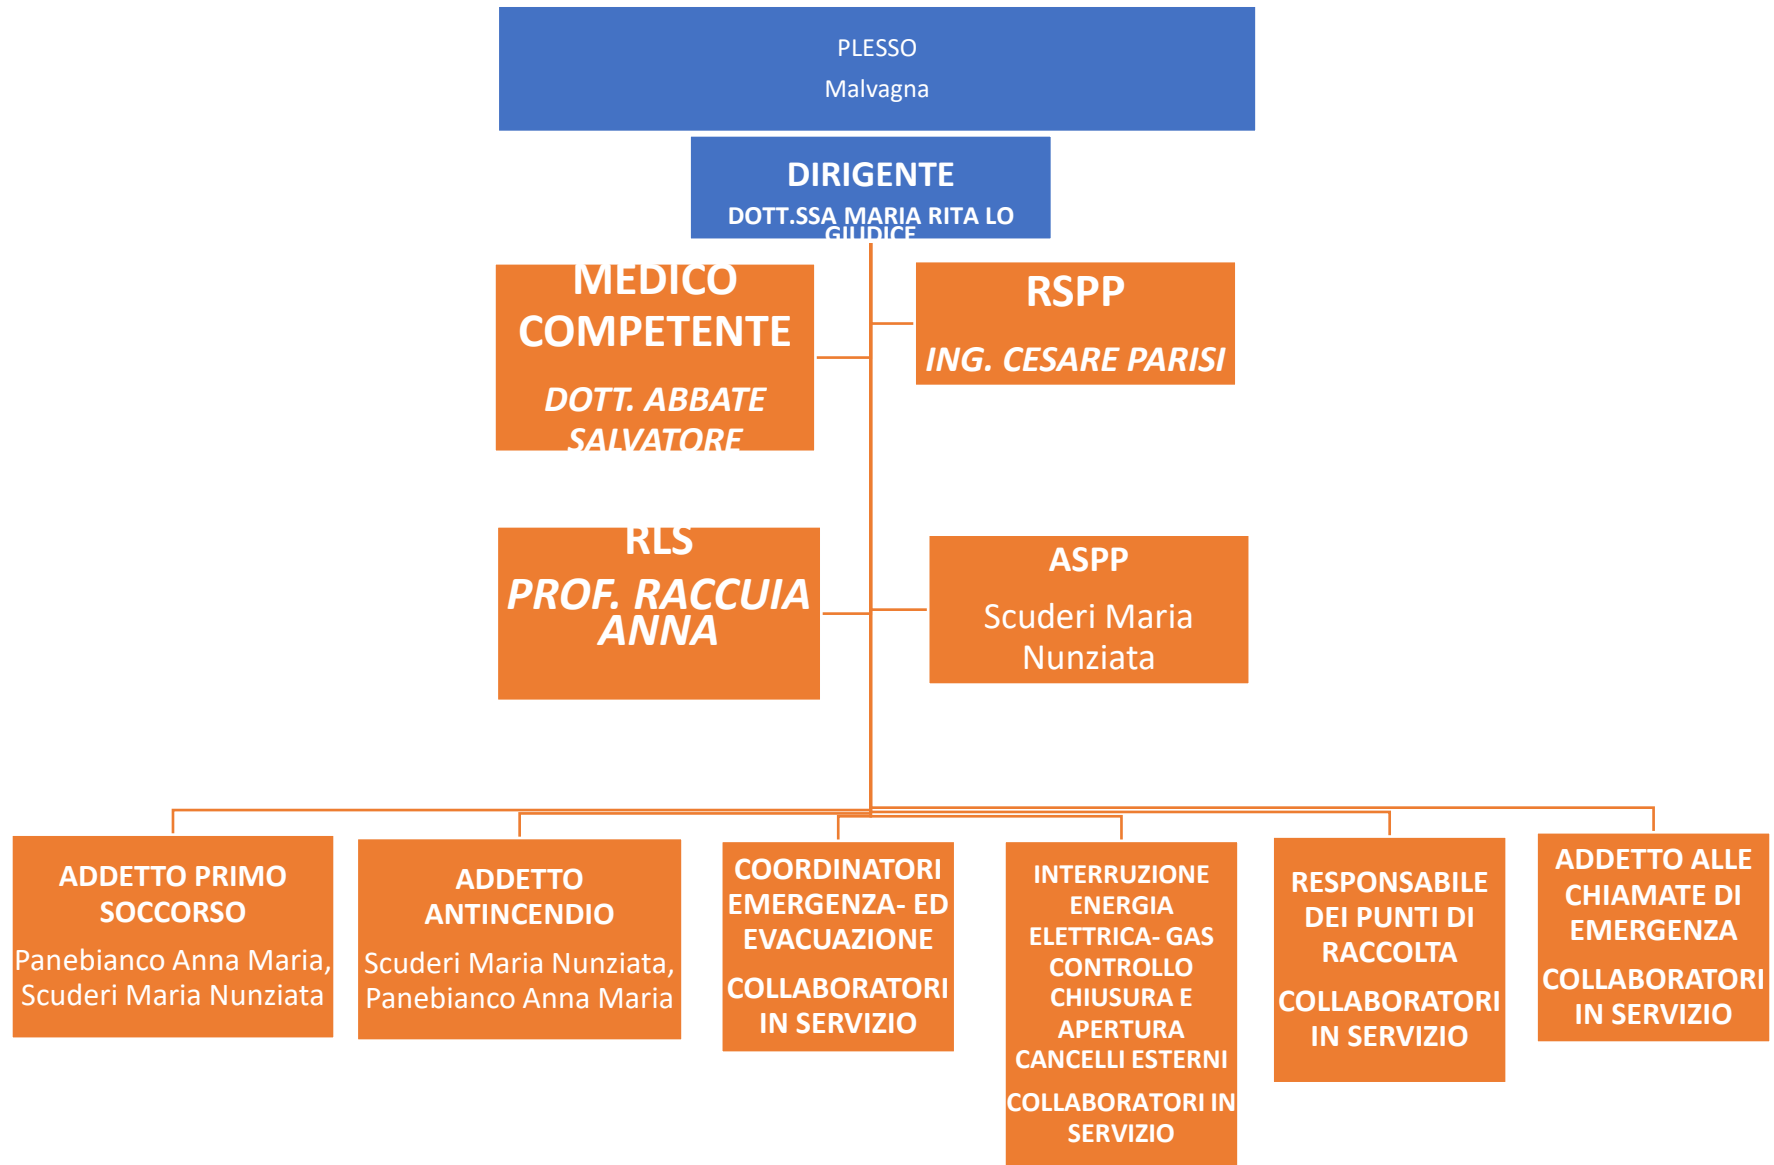 PLESSO
Malvagna
DIRIGENTE
DOTT.SSA MARIA RITA LO
GIUDICE
MEDICO
COMPETENTE
DOTT. ABBATE
SALVATORE
RSPP
ING. CESARE PARISI
RLS
PROF. RACCUIA
ANNA
ASPP
Scuderi Maria
Nunziata
ADDETTO PRIMO
SOCCORSO
Panebianco Anna Maria,
Scuderi Maria Nunziata
ADDETTO
ANTINCENDIO
Scuderi Maria Nunziata,
Panebianco Anna Maria
COORDINATORI
EMERGENZA- ED
EVACUAZIONE
COLLABORATORI
IN SERVIZIO
INTERRUZIONE
ENERGIA
ELETTRICA- GAS
CONTROLLO
CHIUSURA E
APERTURA
CANCELLI ESTERNI
COLLABORATORI IN
SERVIZIO
RESPONSABILE
DEI PUNTI DI
RACCOLTA
COLLABORATORI
IN SERVIZIO
ADDETTO ALLE
CHIAMATE DI
EMERGENZA
COLLABORATORI
IN SERVIZIO